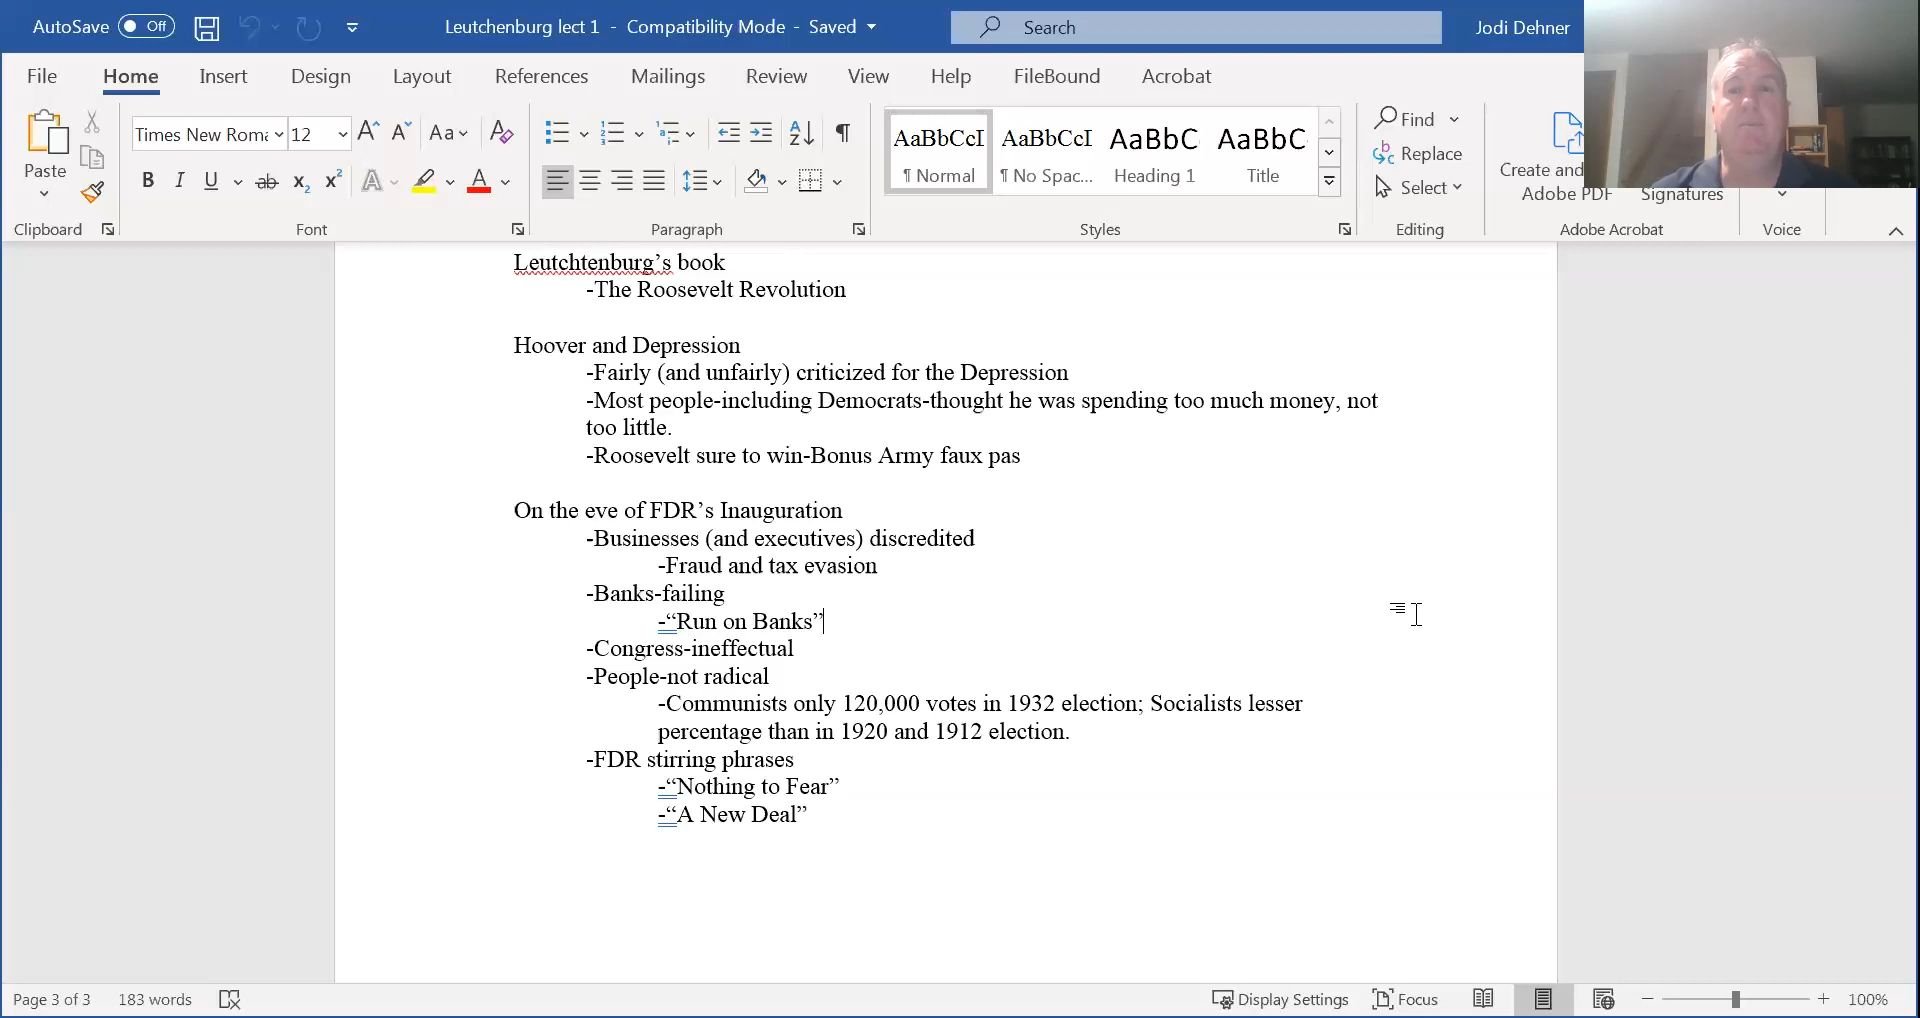 AutoSave Off Leutchenburg lect 1 - Compatibility Mode - Saved Search Jodi Dehner
File Home Insert Design Layout References Mailings Review View Help FileBound Acrobat
Paste
Clipboard
Times New Roma 12
Aa
B I U ab x2 x2 A A
Font
Paragraph
AaBbCcI AaBbCcI AaBbC AaBbC
¶ Normal ¶ No Spac... Heading 1 Title
Styles
Find
Replace
Select
Editing
Create and
Adobe PDF Signatures
Adobe Acrobat
Voice
Leutchtenburg’s book
-The Roosevelt Revolution
Hoover and Depression
-Fairly (and unfairly) criticized for the Depression
-Most people-including Democrats-thought he was spending too much money, not
too little.
-Roosevelt sure to win-Bonus Army faux pas
On the eve of FDR’s Inauguration
-Businesses (and executives) discredited
-Fraud and tax evasion
-Banks-failing
-“Run on Banks”
-Congress-ineffectual
-People-not radical
-Communists only 120,000 votes in 1932 election; Socialists lesser
percentage than in 1920 and 1912 election.
-FDR stirring phrases
-“Nothing to Fear”
-“A New Deal”
Page 3 of 3 183 words Display Settings Focus 100%